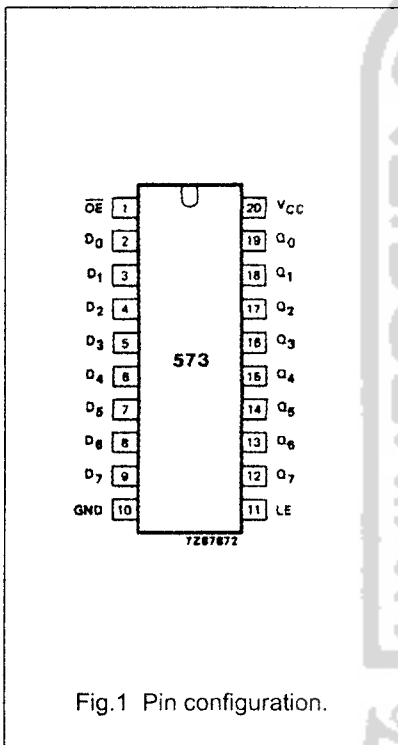 O̅E̅ 1 20 VCC
D0 2 19 Q0
D1 3 18 Q1
D2 4 17 Q2
D3 5 16 Q3
573
D4 6 15 Q4
D5 7 14 Q5
D6 8 13 Q6
D7 9 12 Q7
GND 10 11 LE
7Z87872
Fig.1 Pin configuration.